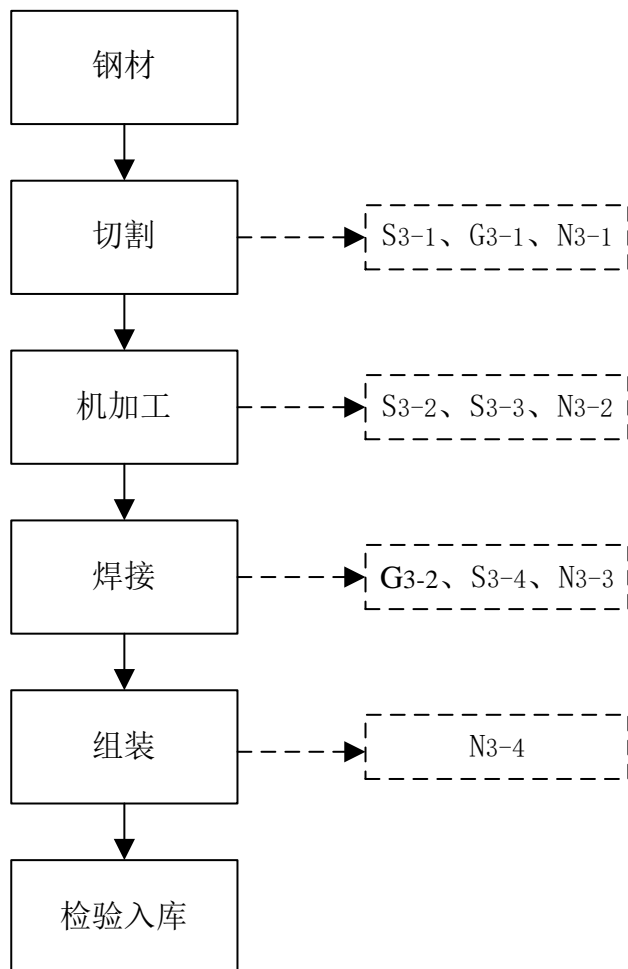 钢材
切割
S3-1、G3-1、N3-1
机加工
S3-2、S3-3、N3-2
焊接
G3-2、S3-4、N3-3
组装
N3-4
检验入库